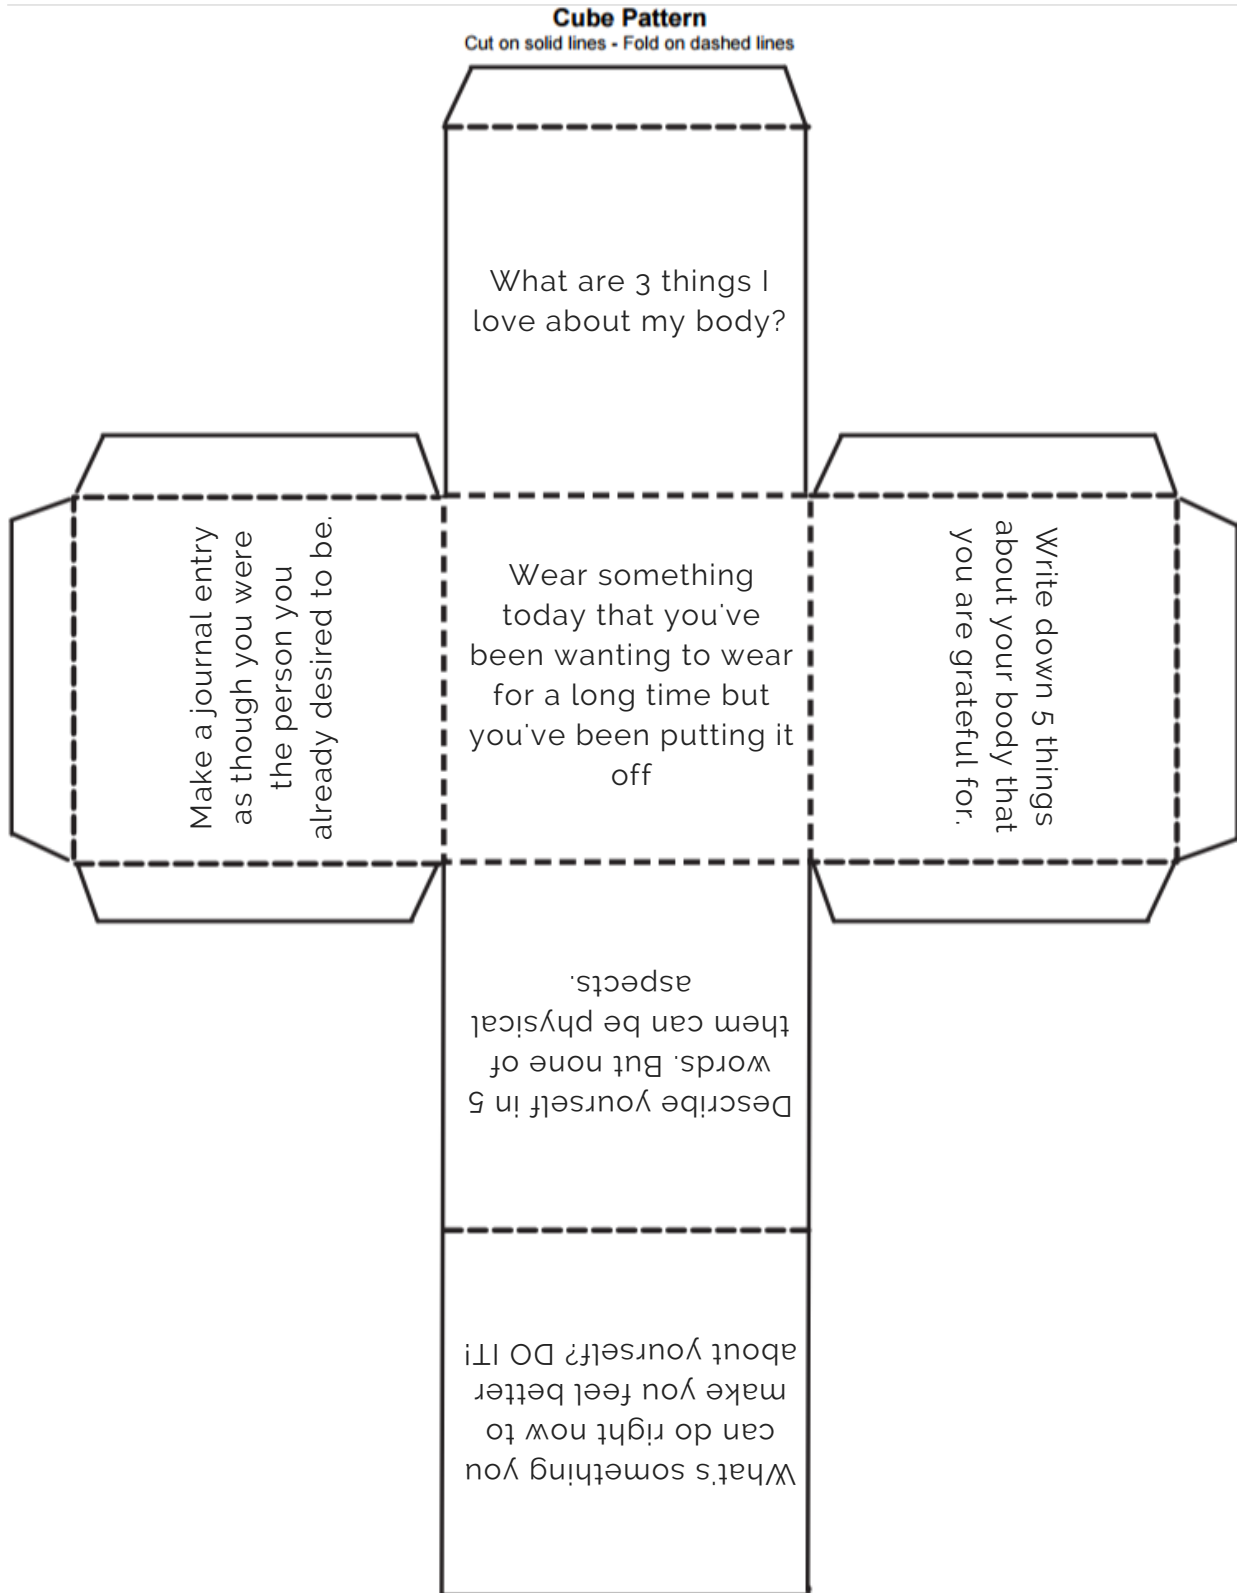 Cube Pattern
Cut on solid lines - Fold on dashed lines
What are 3 things I
love about my body?
Make a journal entry
as though you were
the person you
already desired to be.
Wear something
today that you've
been wanting to wear
for a long time but
you've been putting it
off
Write down 5 things
about your body that
you are grateful for.
Describe yourself in 5
words. But none of
them can be physical
aspects.
What's something you
can do right now to
make you feel better
about yourself? DO IT!